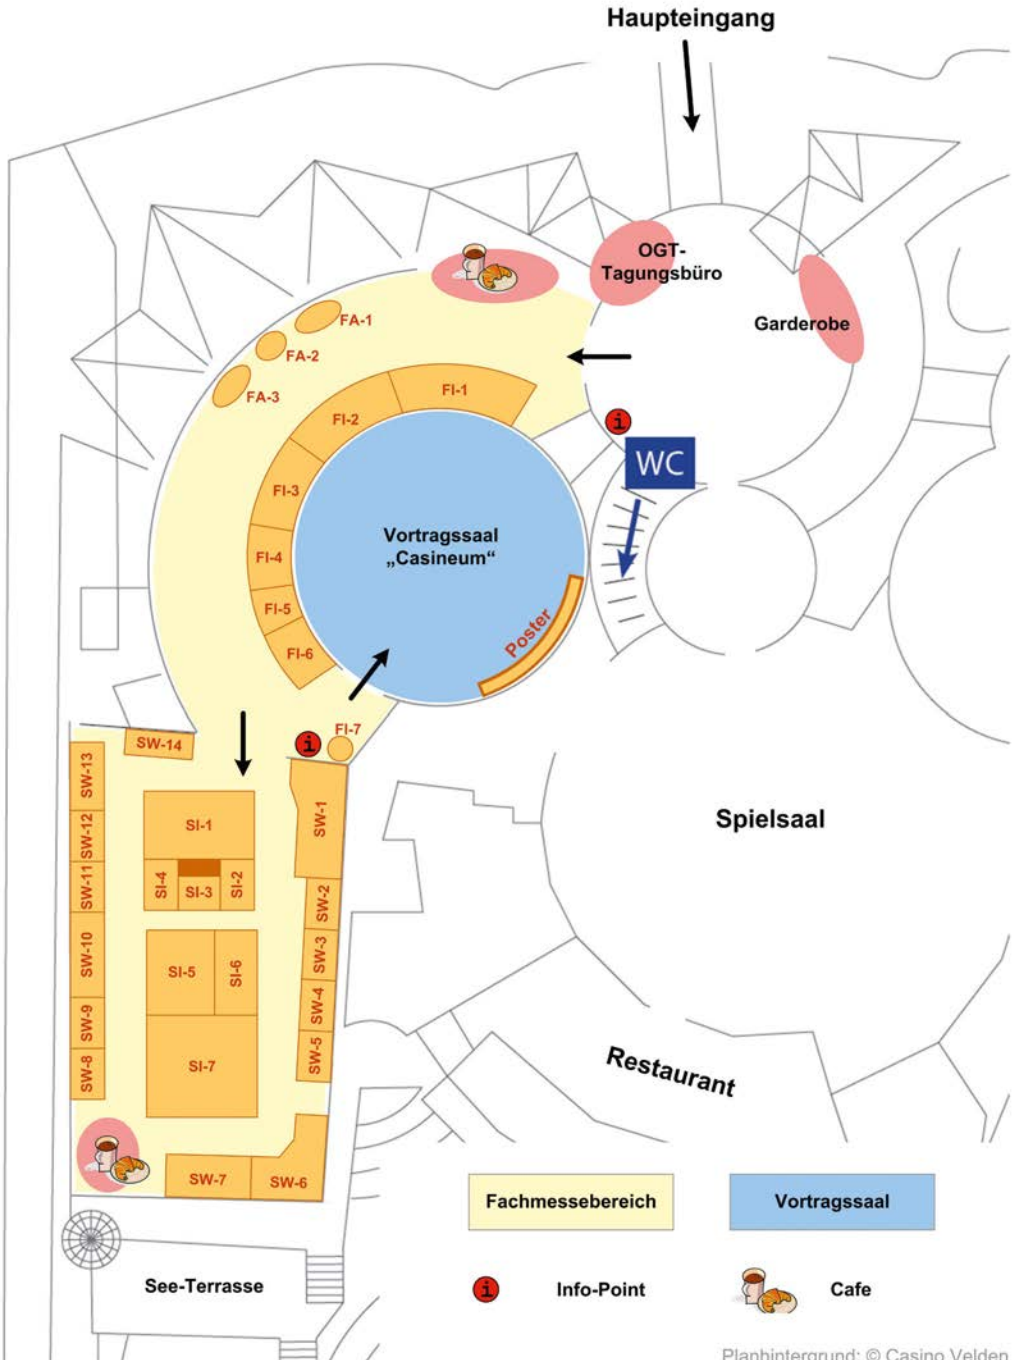 Haupteingang
OGT-
Tagungsbüro
Garderobe
FA-1
FA-2
FA-3
FI-1
FI-2
FI-3
FI-4
FI-5
FI-6
FI-7
i
WC
Vortragssaal
„Casineum“
Poster
i
SW-14
SW-13
SW-12
SW-11
SW-10
SW-9
SW-8
SI-1
SI-4
SI-3
SI-2
SI-5
SI-6
SI-7
SW-1
SW-2
SW-3
SW-4
SW-5
SW-7
SW-6
Spielsaal
Restaurant
See-Terrasse
Fachmessebereich
Vortragssaal
i
Info-Point
Cafe
Planhintergrund: © Casino Velden